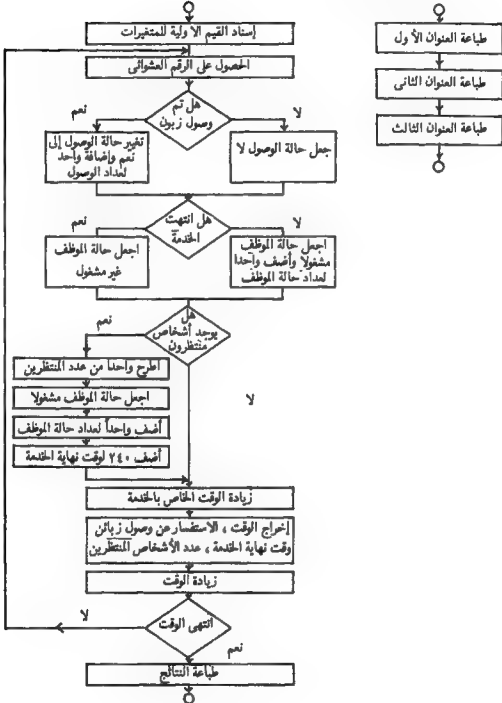 إسناد القيم الأولية للمتغيرات
الحصول على الرقم العشوائى
هل تم
وصول زبون
نعم
لا
تغيير حالة الوصول إلى
نعم وإضافة واحد
لعداد الوصول
جعل حالة الوصول لا
هل انتهت
الخدمة
نعم
لا
اجعل حالة الموظف
غير مشغول
اجعل حالة الموظف
مشغولاً وأضف واحدا
لعداد حالة الموظف
هل
يوجد أشخاص
منتظرون
نعم
لا
اطرح واحداً من عدد المنتظرين
اجعل حالة الموظف مشغولا
أضف واحداً لعداد حالة الموظف
أضف ٢٤٠ لوقت نهاية الخدمة
زيادة الوقت الخاص بالخدمة
إخراج الوقت ، الاستفسار عن وصول زبائن
وقت نهاية الخدمة ، عدد الأشخاص المنتظرين
زيادة الوقت
انتهى الوقت
لا
نعم
طباعة النتائج
طباعة العنوان الأول
طباعة العنوان الثانى
طباعة العنوان الثالث